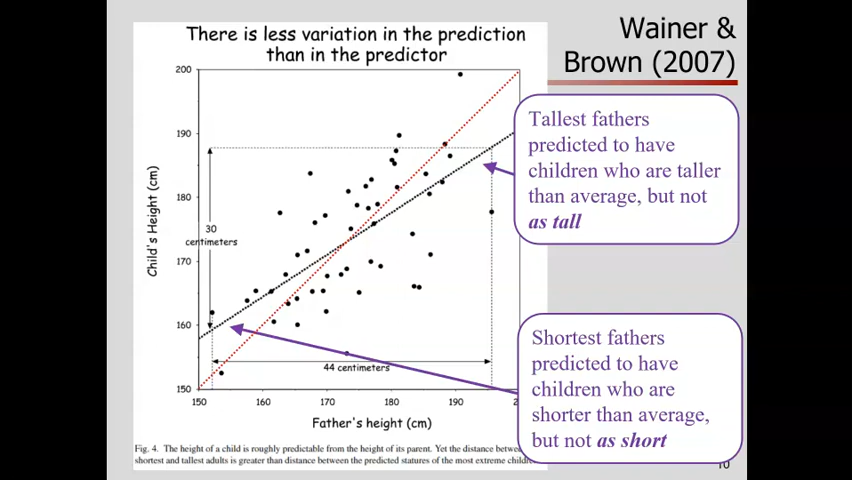 There is less variation in the prediction
than in the predictor
Wainer &
Brown (2007)
200
190
180
170
160
150
Child's Height (cm)
30
centimeters
44 centimeters
150
160
170
180
190
Father's height (cm)
Tallest fathers
predicted to have
children who are taller
than average, but not
as tall
Shortest fathers
predicted to have
children who are
shorter than average,
but not as short
Fig. 4. The height of a child is roughly predictable from the height of its parent. Yet the distance
shortest and tallest adults is greater than distance between the predicted statures of the most extreme
10